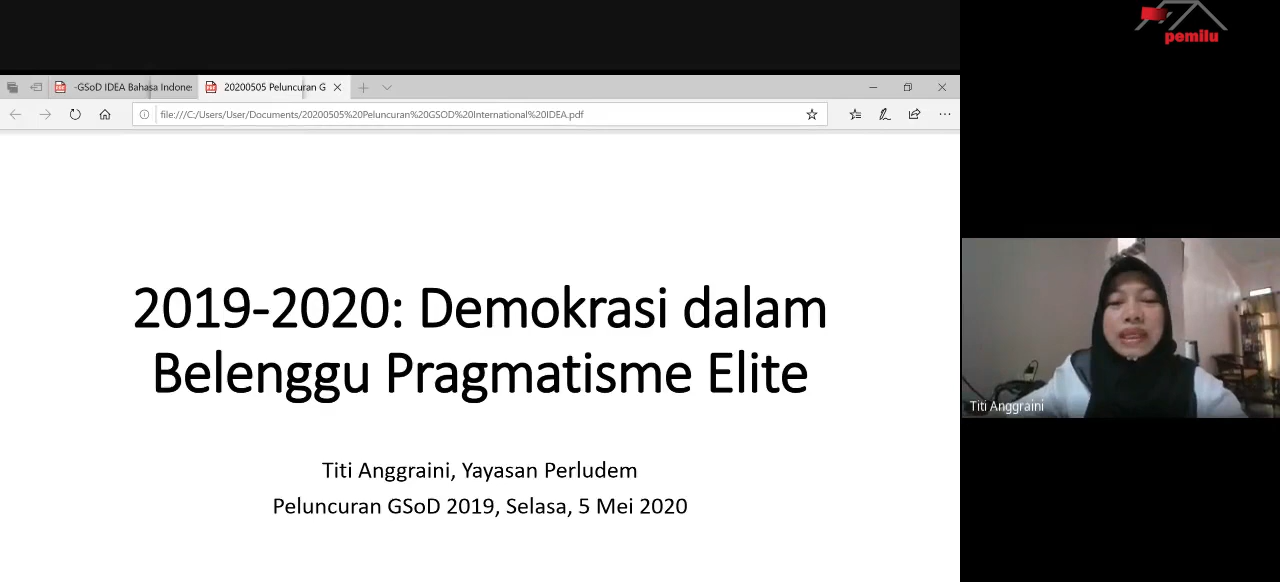 pemilu
-GSoD IDEA Bahasa Indone:
20200505 Peluncuran G
file:///C:/Users/User/Documents/20200505%20Peluncuran%20GSOD%20International%20IDEA.pdf
2019-2020: Demokrasi dalam
Belenggu Pragmatisme Elite
Titi Anggraini, Yayasan Perludem
Peluncuran GSoD 2019, Selasa, 5 Mei 2020
Titi Anggraini